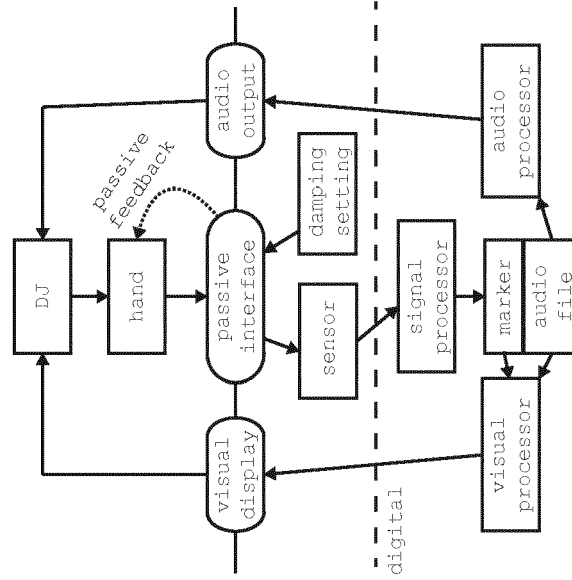 DJ
hand
passive
feedback
visual
display
passive
interface
audio
output
sensor
damping
setting
digital
signal
processor
visual
processor
marker
audio
file
audio
processor